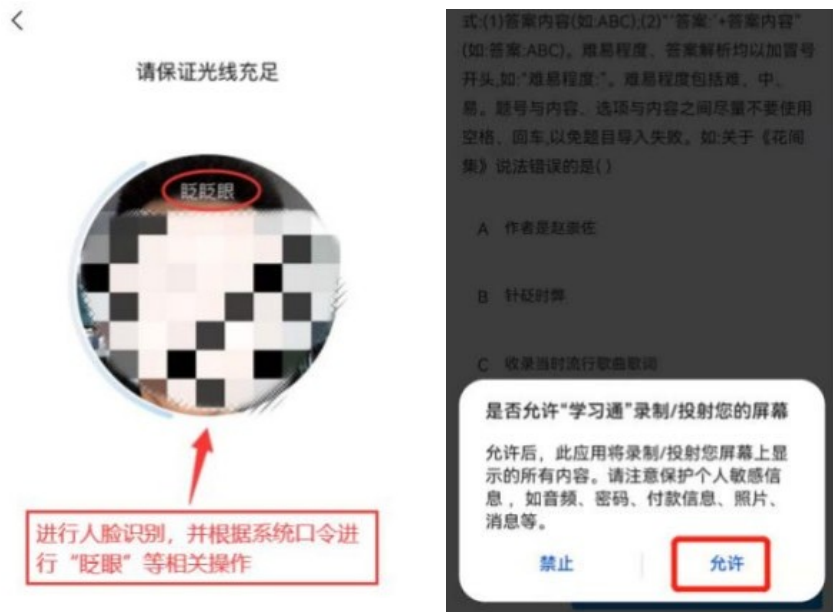 请保证光线充足
眨眨眼
进行人脸识别，并根据系统口令进
行“眨眼”等相关操作
式:(1)答案内容(如:ABC),(2)"'答案:'+答案内容"
(如:答案:ABC)。难易程度、答案解析均以加冒号
开头,如:"难易程度:"。难易程度包括难、中、
易。题号与内容、选项与内容之间尽量不要使用
空格、回车,以免题目导入失败。如:关于《花间
集》说法错误的是( )
A 作者是赵崇佐
B 针砭时弊
C 收录当时流行歌曲歌词
是否允许“学习通”录制/投射您的屏幕
允许后，此应用将录制/投射您屏幕上显
示的所有内容。请注意保护个人敏感信
息，如音频、密码、付款信息、照片、
消息等。
禁止
允许